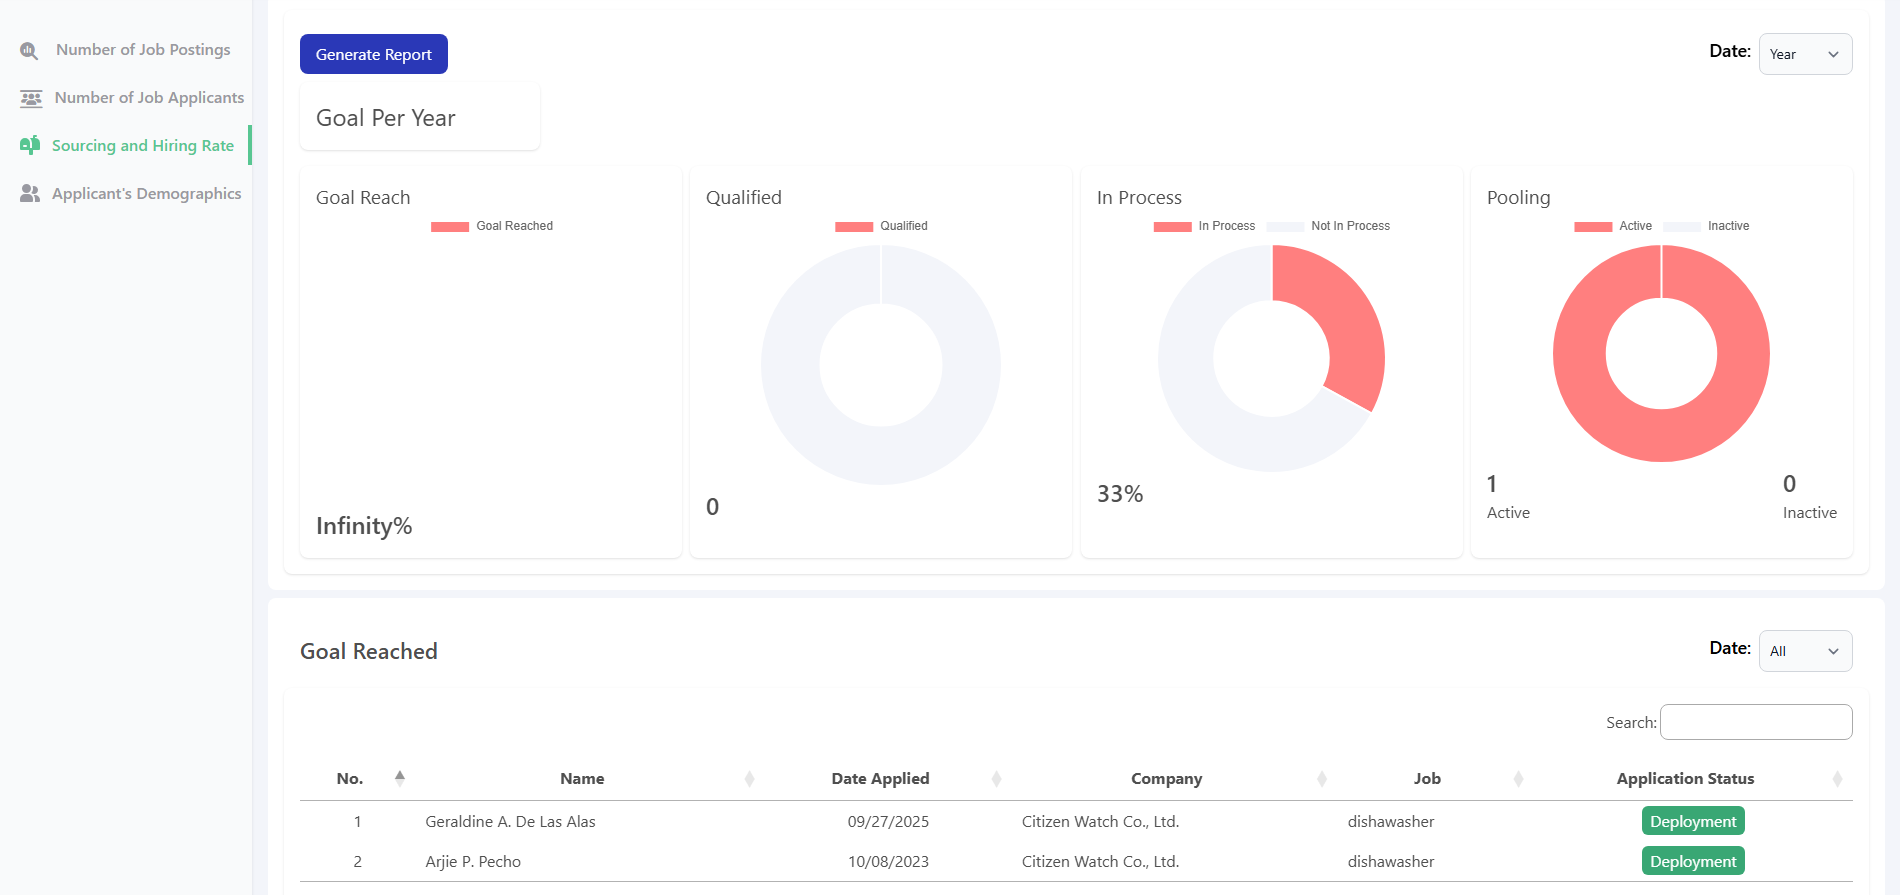 Number of Job Postings
Number of Job Applicants
Sourcing and Hiring Rate
Applicant's Demographics
Generate Report
Date: Year
Goal Per Year
Goal Reach
Goal Reached
Infinity%
Qualified
Qualified
0
In Process
In Process Not In Process
33%
Pooling
Active Inactive
1 0
Active Inactive
Goal Reached
Date: All
Search:
No. Name Date Applied Company Job Application Status
1 Geraldine A. De Las Alas 09/27/2025 Citizen Watch Co., Ltd. dishawasher Deployment
2 Arjie P. Pecho 10/08/2023 Citizen Watch Co., Ltd. dishawasher Deployment